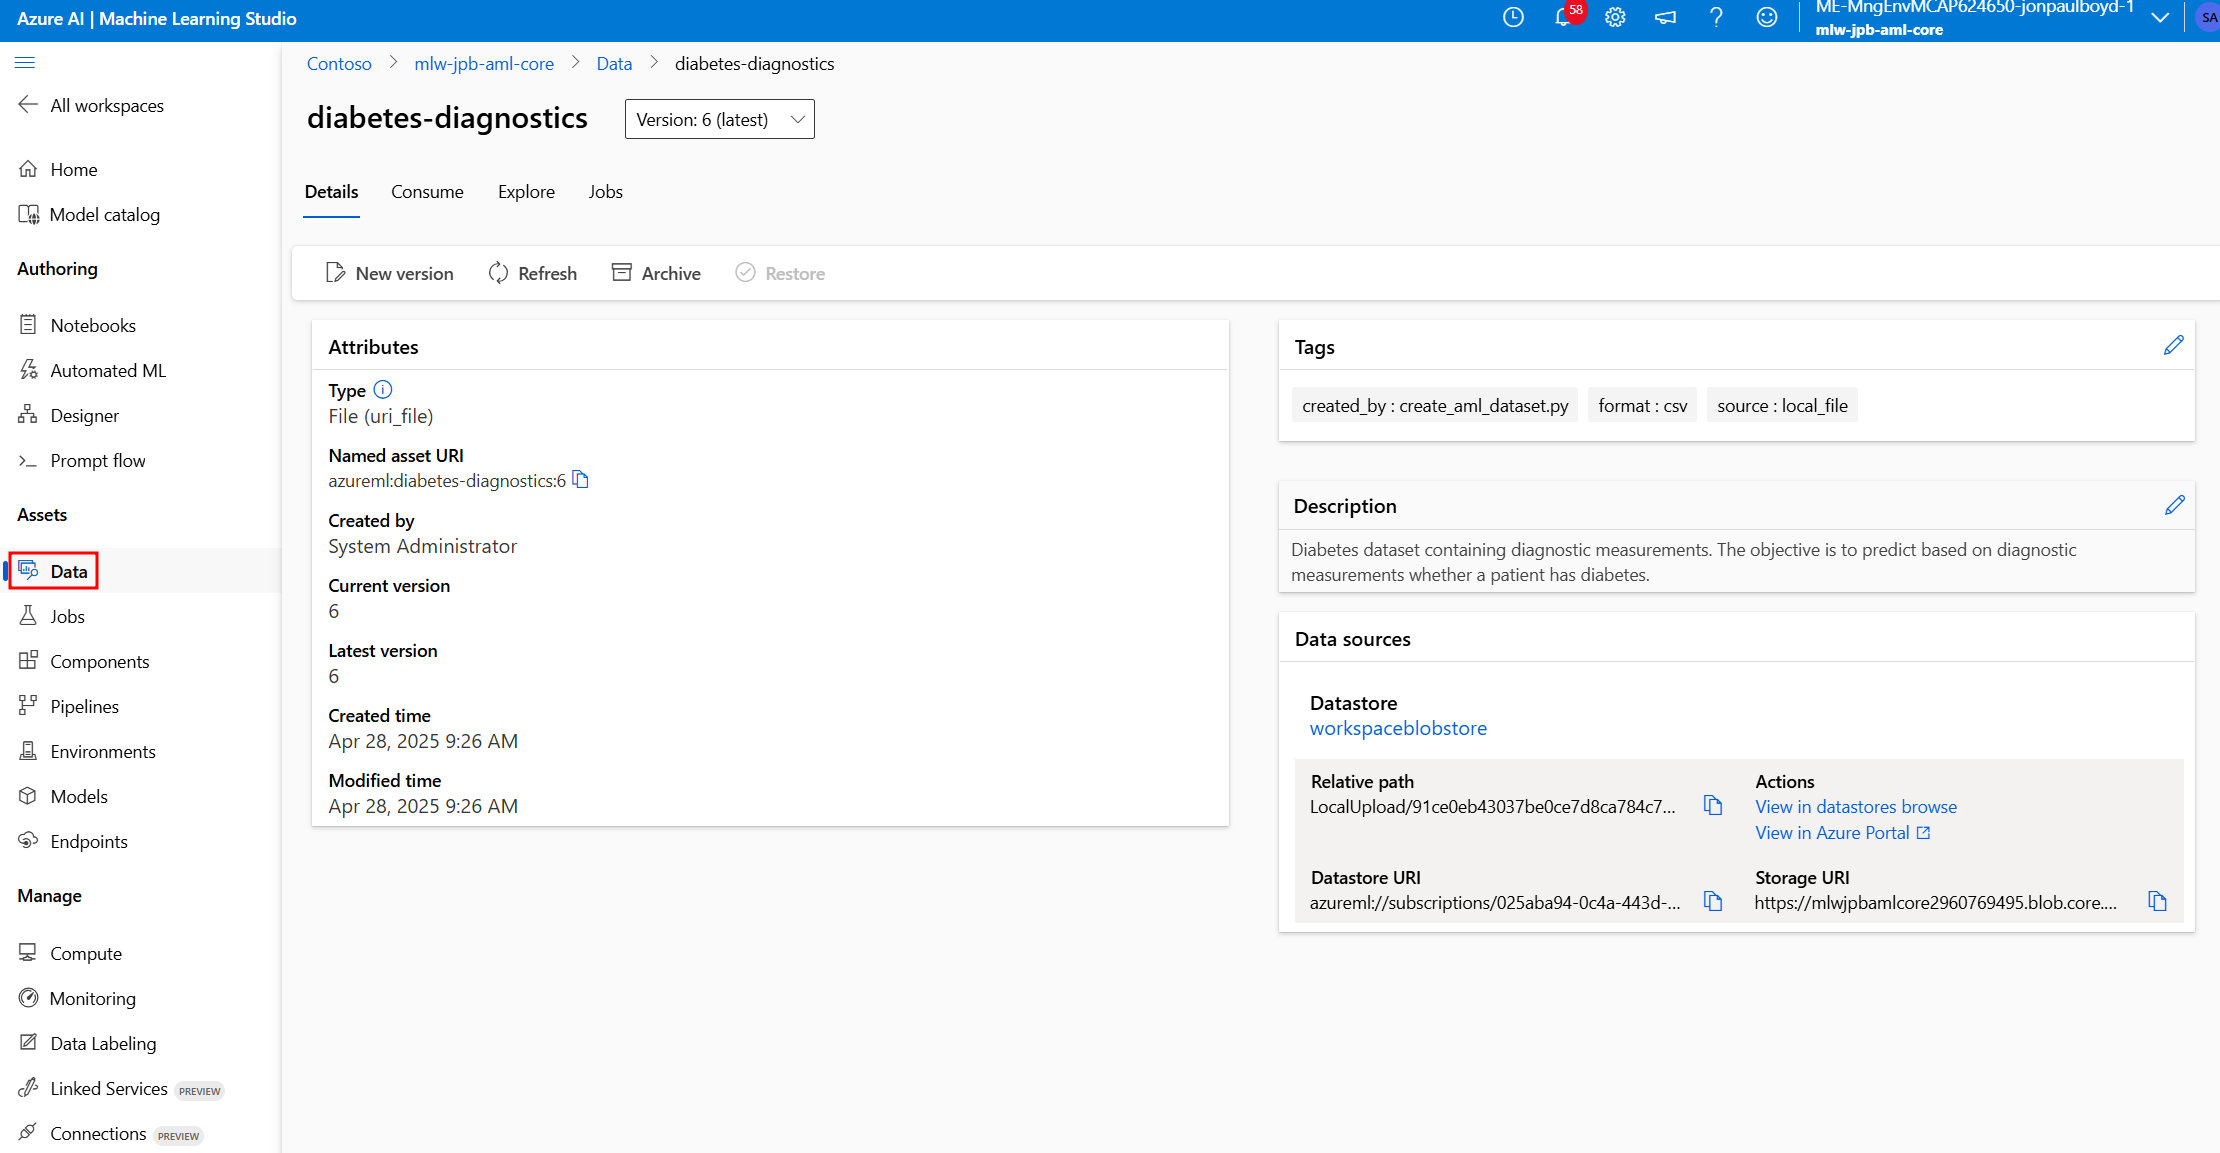 Azure AI | Machine Learning Studio
58
ME-MngEnvMCAP624650-jonpaulboyd-1
mlw-jpb-aml-core
SA
All workspaces
Home
Model catalog
Authoring
Notebooks
Automated ML
Designer
Prompt flow
Assets
Data
Jobs
Components
Pipelines
Environments
Models
Endpoints
Manage
Compute
Monitoring
Data Labeling
Linked Services PREVIEW
Connections PREVIEW
Contoso > mlw-jpb-aml-core > Data > diabetes-diagnostics
diabetes-diagnostics
Version: 6 (latest)
Details Consume Explore Jobs
New version Refresh Archive Restore
Attributes
Type
File (uri_file)
Named asset URI
azureml:diabetes-diagnostics:6
Created by
System Administrator
Current version
6
Latest version
6
Created time
Apr 28, 2025 9:26 AM
Modified time
Apr 28, 2025 9:26 AM
Tags
created_by : create_aml_dataset.py format : csv source : local_file
Description
Diabetes dataset containing diagnostic measurements. The objective is to predict based on diagnostic
measurements whether a patient has diabetes.
Data sources
Datastore
workspaceblobstore
Relative path
LocalUpload/91ce0eb43037be0ce7d8ca784c7...
Actions
View in datastores browse
View in Azure Portal
Datastore URI
azureml://subscriptions/025aba94-0c4a-443d-...
Storage URI
https://mlwjpbamlcore2960769495.blob.core....